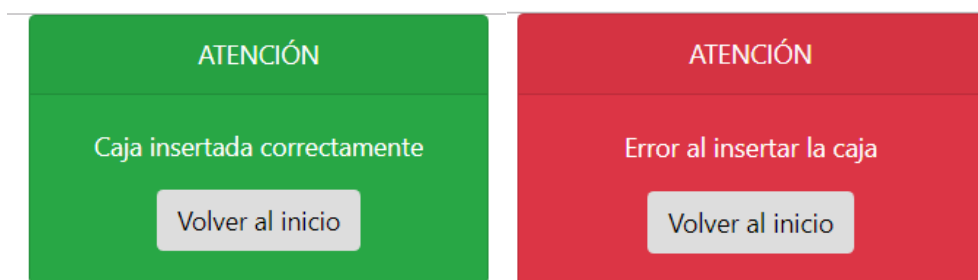 ATENCIÓN
Caja insertada correctamente
Volver al inicio
ATENCIÓN
Error al insertar la caja
Volver al inicio